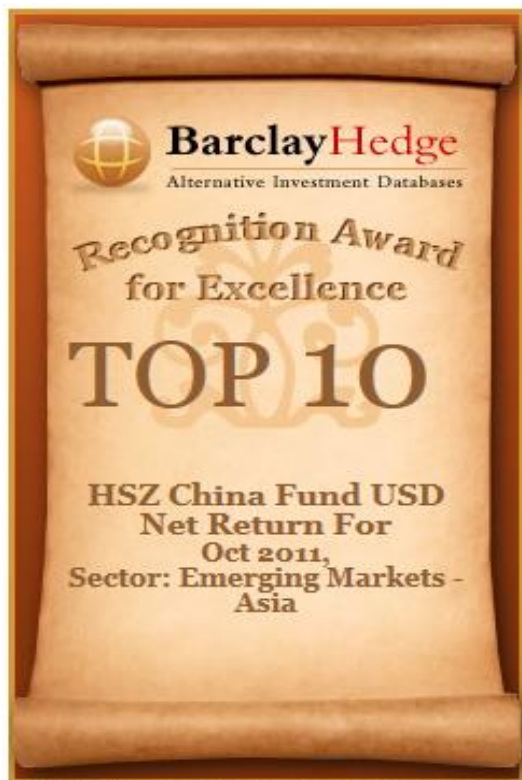 BarclayHedge
Alternative Investment Databases
Recognition Award
for Excellence
TOP 10
HSZ China Fund USD
Net Return For
Oct 2011,
Sector: Emerging Markets -
Asia